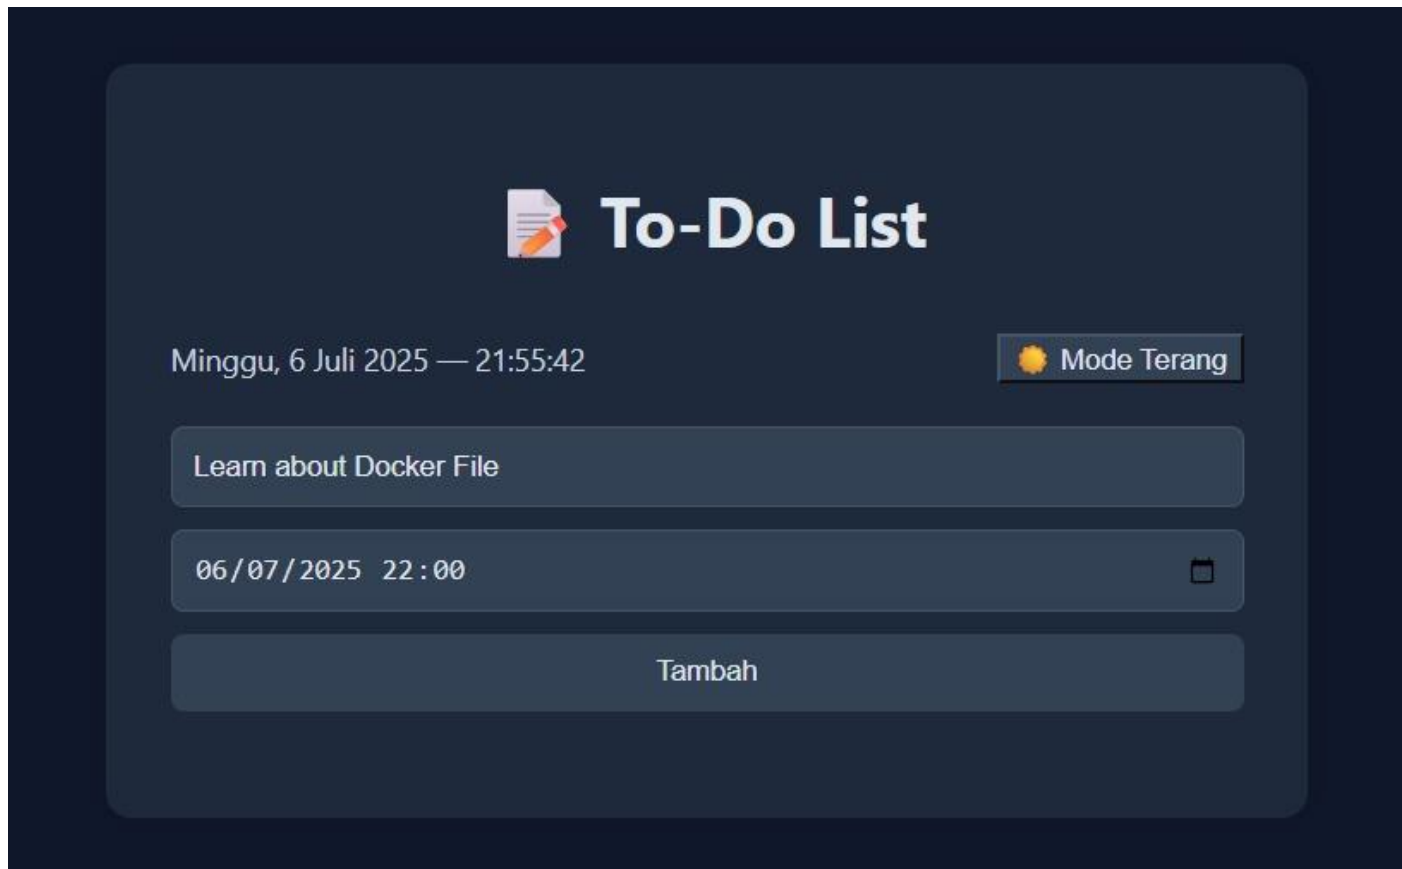 📝 To-Do List
Minggu, 6 Juli 2025 — 21:55:42
🌞 Mode Terang
Learn about Docker File
06/07/2025 22:00
Tambah